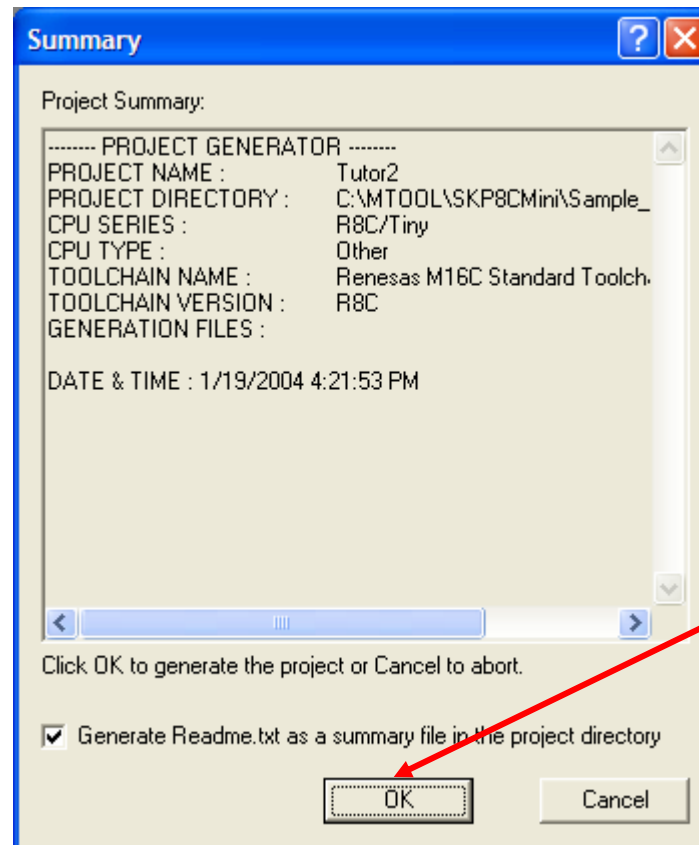 Summary
Project Summary:
-------- PROJECT GENERATOR --------
PROJECT NAME : Tutor2
PROJECT DIRECTORY : C:\MTOOL\SKP8CMini\Sample_
CPU SERIES : R8C/Tiny
CPU TYPE : Other
TOOLCHAIN NAME : Renesas M16C Standard Toolch
TOOLCHAIN VERSION : R8C
GENERATION FILES :
DATE & TIME : 1/19/2004 4:21:53 PM
Click OK to generate the project or Cancel to abort.
Generate Readme.txt as a summary file in the project directory
OK Cancel